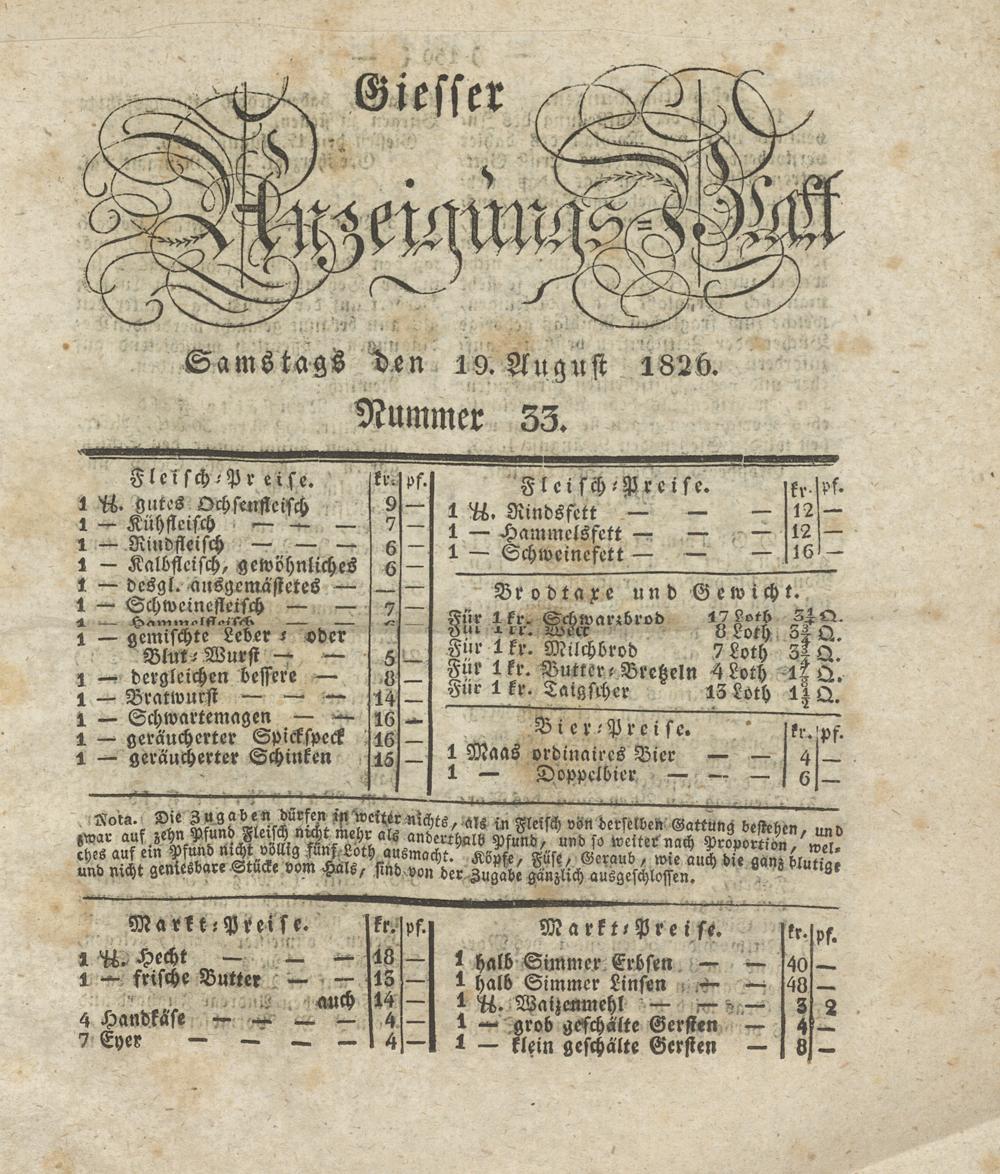 Giesser
Anzeigungs-Blatt
Samstags den 19. August 1826.
Nummer 33.
Fleisch-Preise. kr. pf.
1 ℔. gutes Ochsenfleisch 9 —
1 — Kühfleisch — — — 7 —
1 — Rindfleisch — — — 6 —
1 — Kalbfleisch, gewöhnliches 6 —
1 — desgl. ausgemästetes — — —
1 — Schweinefleisch — — 7 —
1 — Hammelfleisch
1 — gemischte Leber- oder
Blut-Wurst — — 5 —
1 — dergleichen bessere — 8 —
1 — Bratwurst — — — 14 —
1 — Schwartemagen — — 16 —
1 — geräucherter Spickspeck 16 —
1 — geräucherter Schinken 15 —
Fleisch-Preise. kr. pf.
1 ℔. Rindsfett — — — 12 —
1 — Hammelsfett — — — 12 —
1 — Schweinefett — — — 16 —
Brodtaxe und Gewicht.
Für 1 kr. Schwarzbrod 17 Loth Q.
Für 1 kr. Weck 8 Loth Q.
Für 1 kr. Milchbrod 7 Loth Q.
Für 1 kr. Butter-Bretzeln 4 Loth Q.
Für 1 kr. Taigscher 13 Loth Q.
Bier-Preise. kr. pf.
1 Maas ordinaires Bier — — 4 —
1 — Doppelbier — — — 6 —
Nota. Die Zugaben dürfen in weiter nichts, als in Fleisch von derselben Gattung bestehen, und
zwar auf zehn Pfund Fleisch nicht mehr als anderthalb Pfund, und so weiter nach Proportion, wel-
ches auf ein Pfund nicht völlig fünf Loth ausmacht. Köpfe, Füße, Geraub, wie auch die ganz blutige
und nicht geniesbare Stücke vom Hals, sind von der Zugabe gänzlich ausgeschlossen.
Markt-Preise. kr. pf.
1 ℔. Hecht — — — 18 —
1 — frische Butter — — 13 —
auch 14 —
4 Handkäse — — — — 4 —
7 Eyer — — — — 4 —
Markt-Preise. kr. pf.
1 halb Simmer Erbsen — — 40 —
1 halb Simmer Linsen — — 48 —
1 ℔. Waizenmehl — — — 3 2
1 — grob geschälte Gersten — 4 —
1 — klein geschälte Gersten — 8 —